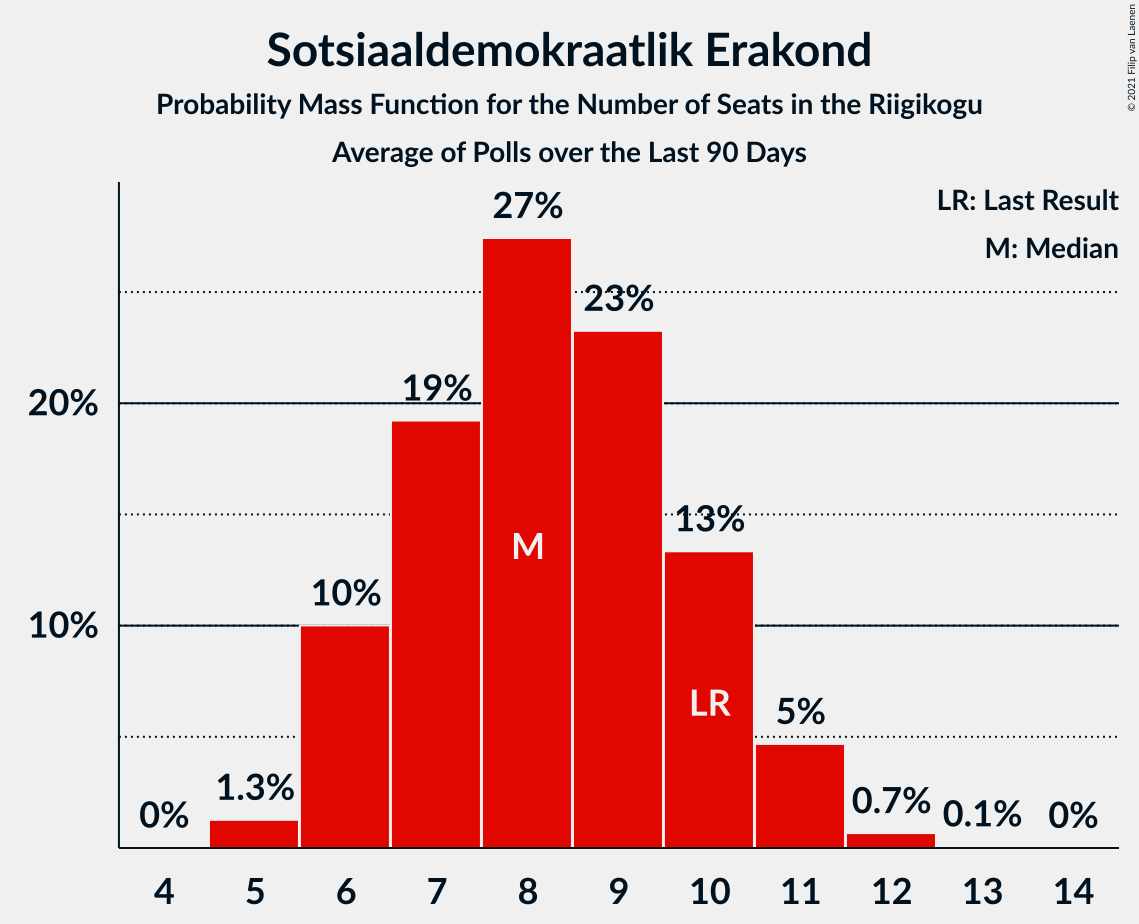 Sotsiaaldemokraatlik Erakond
Probability Mass Function for the Number of Seats in the Riigikogu
Average of Polls over the Last 90 Days
© 2021 Filip van Laenen
LR: Last Result
M: Median
27%
23%
19%
20%
13%
M
10%
10%
LR
5%
1.3%
0.7%
0.1%
0%
0%
4 5 6 7 8 9 10 11 12 13 14